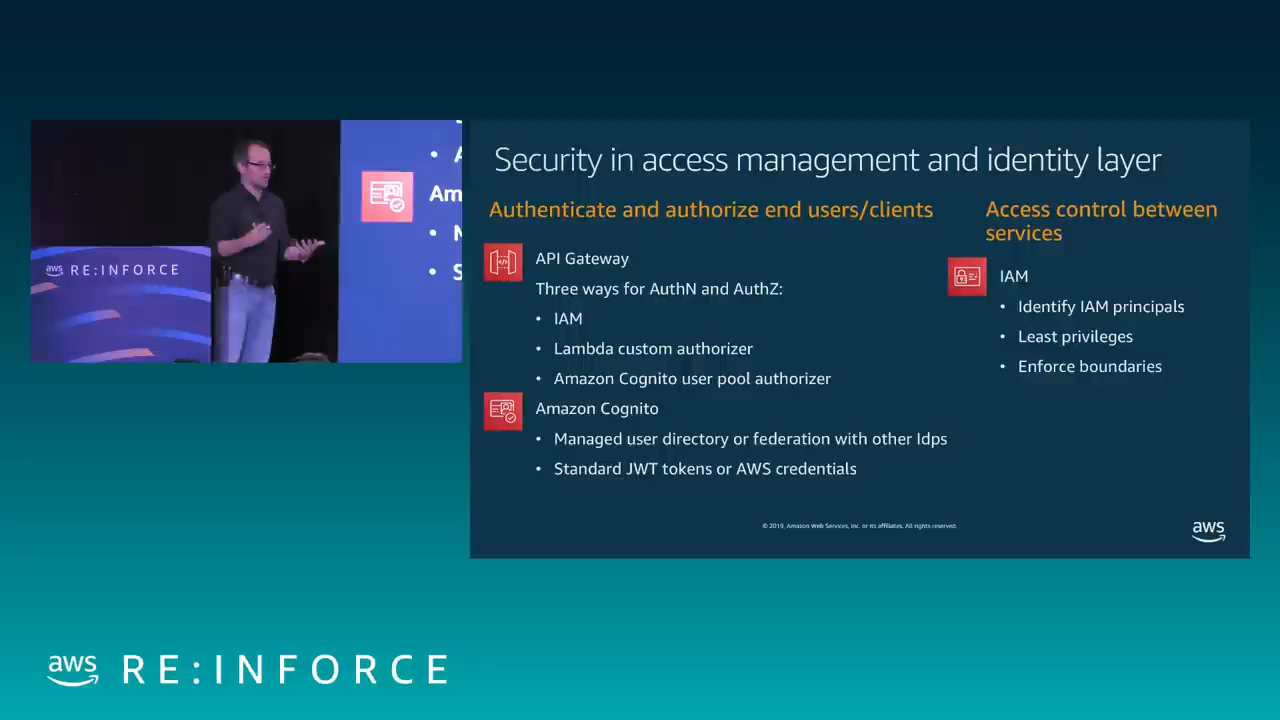 • A
Am
• M
• S
aws RE:INFORCE
Security in access management and identity layer
Authenticate and authorize end users/clients
API Gateway
Three ways for AuthN and AuthZ:
• IAM
• Lambda custom authorizer
• Amazon Cognito user pool authorizer
Amazon Cognito
• Managed user directory or federation with other Idps
• Standard JWT tokens or AWS credentials
Access control between
services
IAM
• Identify IAM principals
• Least privileges
• Enforce boundaries
© 2019, Amazon Web Services, Inc. or its affiliates. All rights reserved.
aws
aws RE:INFORCE